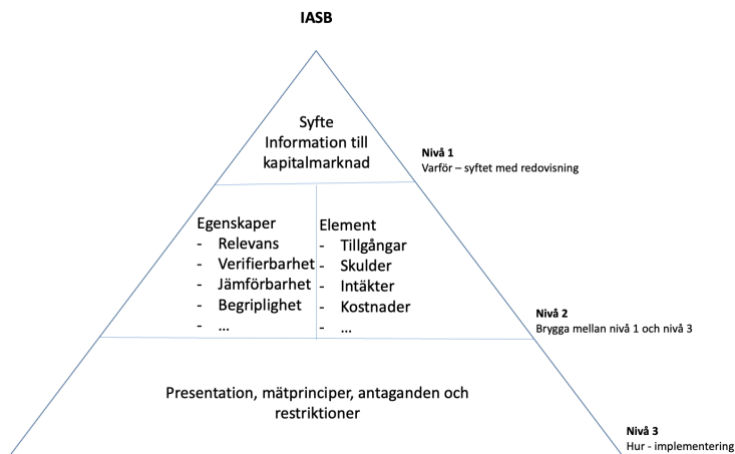 IASB
Syfte
Information till
kapitalmarknad
Nivå 1
Varför – syftet med redovisning
Egenskaper
- Relevans
- Verifierbarhet
- Jämförbarhet
- Begriplighet
- ...
Element
- Tillgångar
- Skulder
- Intäkter
- Kostnader
- ...
Nivå 2
Brygga mellan nivå 1 och nivå 3
Presentation, mätprinciper, antaganden och
restriktioner
Nivå 3
Hur - implementering